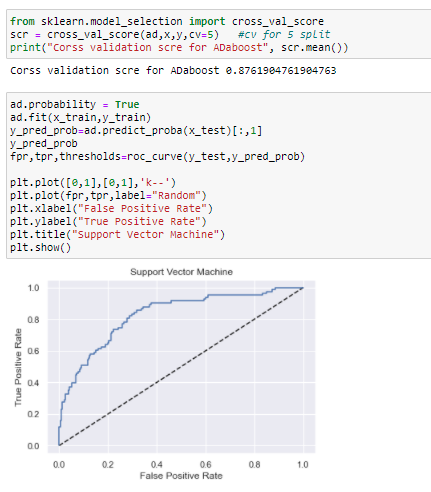 from sklearn.model_selection import cross_val_score
scr = cross_val_score(ad,x,y,cv=5)   #cv for 5 split
print("Corss validation scre for ADaboost", scr.mean())
Corss validation scre for ADaboost 0.8761904761904763
ad.probability = True
ad.fit(x_train,y_train)
y_pred_prob=ad.predict_proba(x_test)[:,1]
y_pred_prob
fpr,tpr,thresholds=roc_curve(y_test,y_pred_prob)
plt.plot([0,1],[0,1],'k--')
plt.plot(fpr,tpr,label="Random")
plt.xlabel("False Positive Rate")
plt.ylabel("True Positive Rate")
plt.title("Support Vector Machine")
plt.show()
Support Vector Machine
True Positive Rate
1.0
0.8
0.6
0.4
0.2
0.0
0.0 0.2 0.4 0.6 0.8 1.0
False Positive Rate